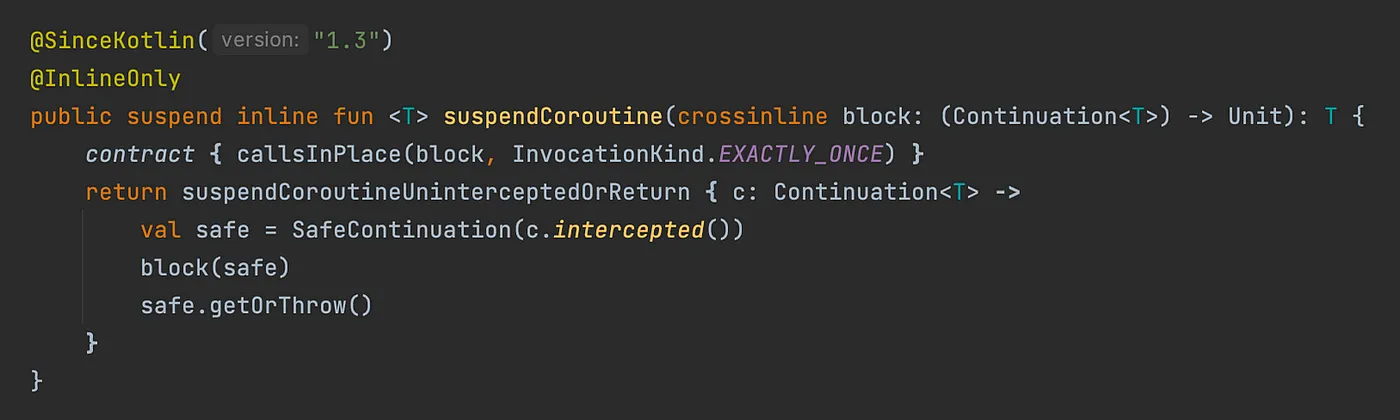 @SinceKotlin( version: "1.3")
@InlineOnly
public suspend inline fun <T> suspendCoroutine(crossinline block: (Continuation<T>) -> Unit): T {
    contract { callsInPlace(block, InvocationKind.EXACTLY_ONCE) }
    return suspendCoroutineUninterceptedOrReturn { c: Continuation<T> ->
        val safe = SafeContinuation(c.intercepted())
        block(safe)
        safe.getOrThrow()
    }
}